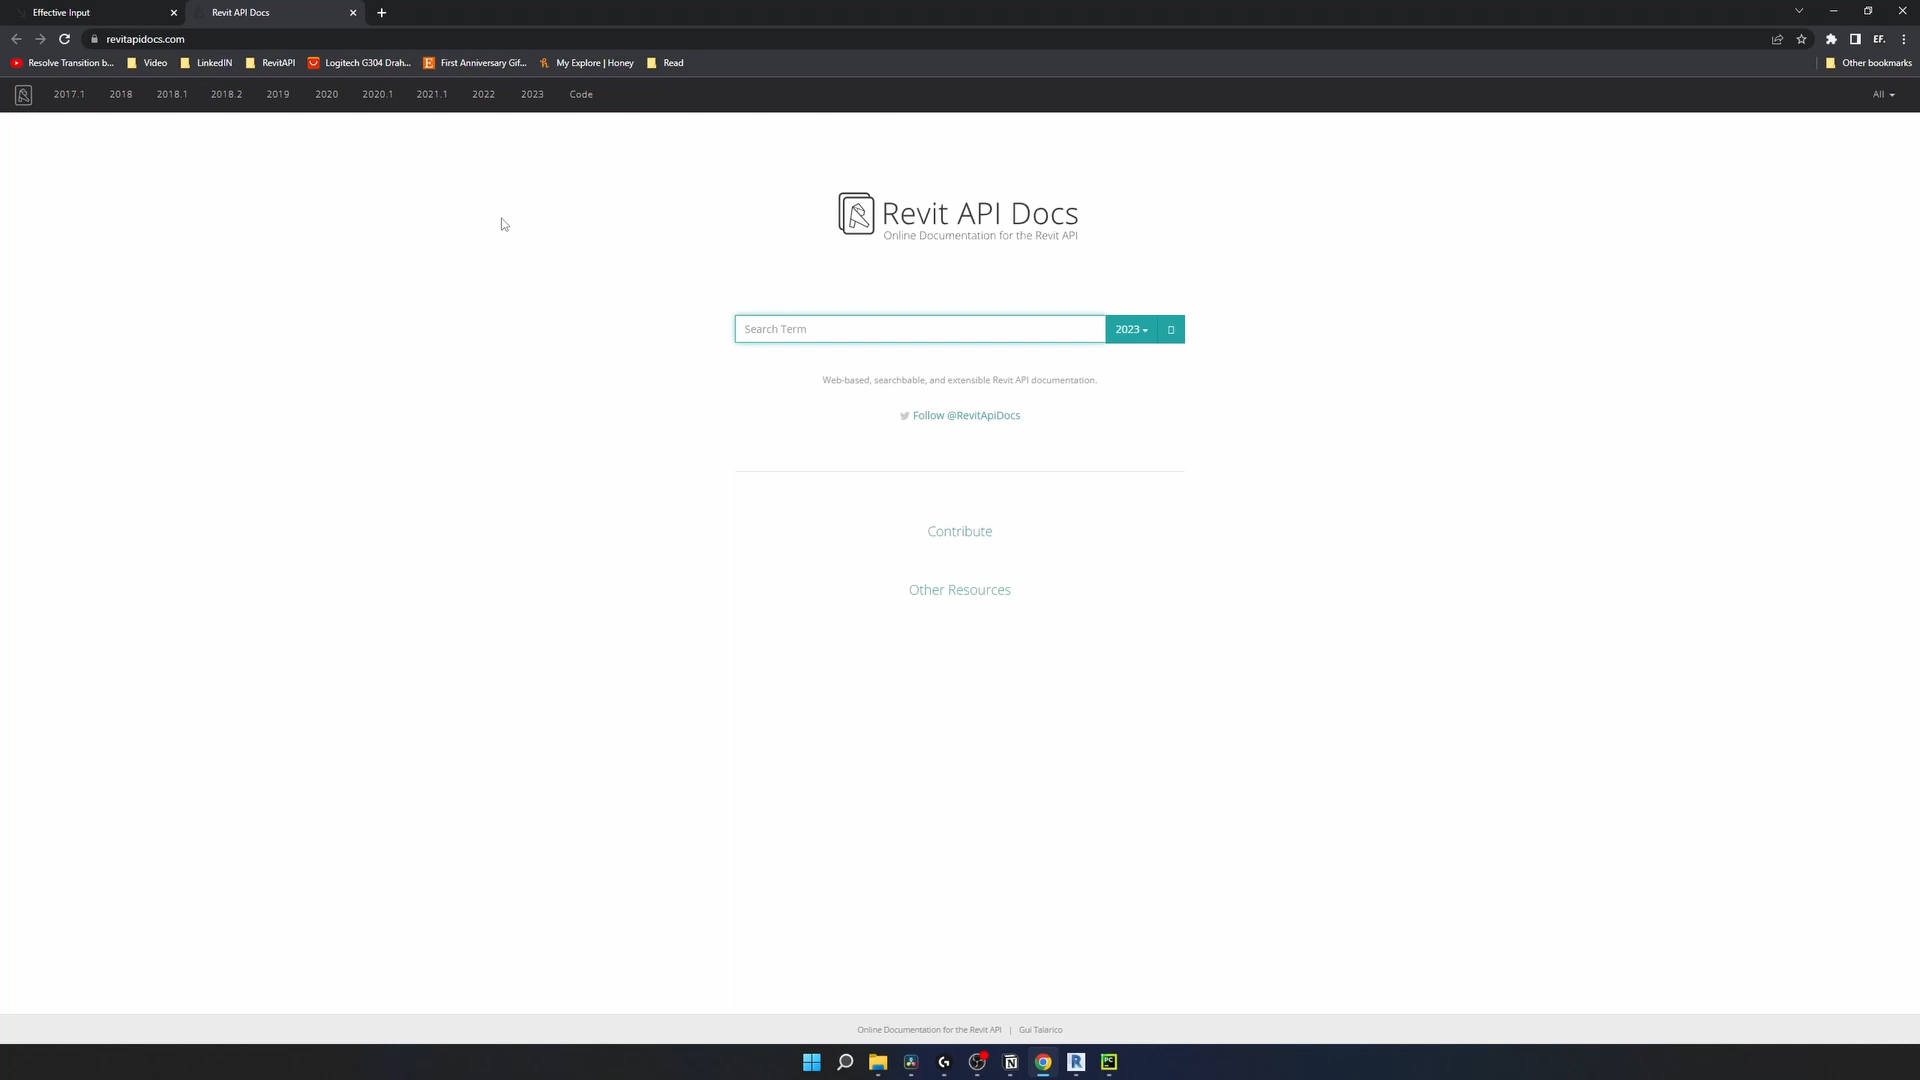 Effective Input
Revit API Docs
revitapidocs.com
EF.
Resolve Transition b...
Video
LinkedIN
RevitAPI
Logitech G304 Drah...
First Anniversary Gif...
My Explore | Honey
Read
Other bookmarks
2017.1 2018 2018.1 2018.2 2019 2020 2020.1 2021.1 2022 2023 Code
All
Revit API Docs
Online Documentation for the Revit API
Search Term
2023
Web-based, searchbable, and extensible Revit API documentation.
Follow @RevitApiDocs
Contribute
Other Resources
Online Documentation for the Revit API | Gui Talarico